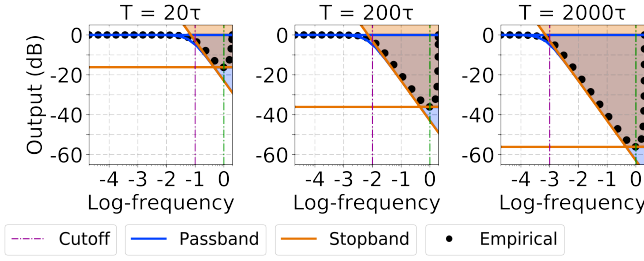 T = 20τ
T = 200τ
T = 2000τ
Output (dB)
0
-20
-40
-60
0
-20
-40
-60
0
-20
-40
-60
-4 -3 -2 -1 0
-4 -3 -2 -1 0
-4 -3 -2 -1 0
Log-frequency
Log-frequency
Log-frequency
Cutoff
Passband
Stopband
Empirical